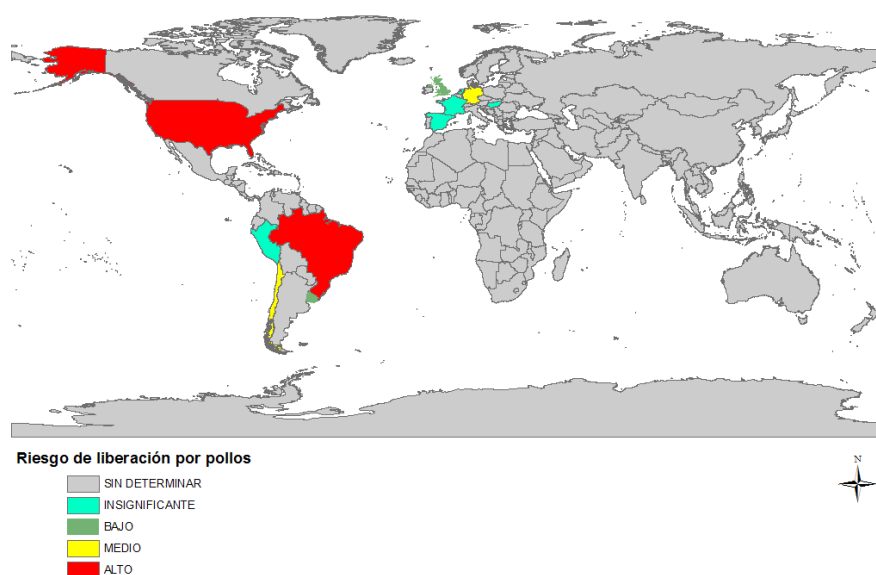 Riesgo de liberación por pollos
N
SIN DETERMINAR
INSIGNIFICANTE
BAJO
MEDIO
ALTO